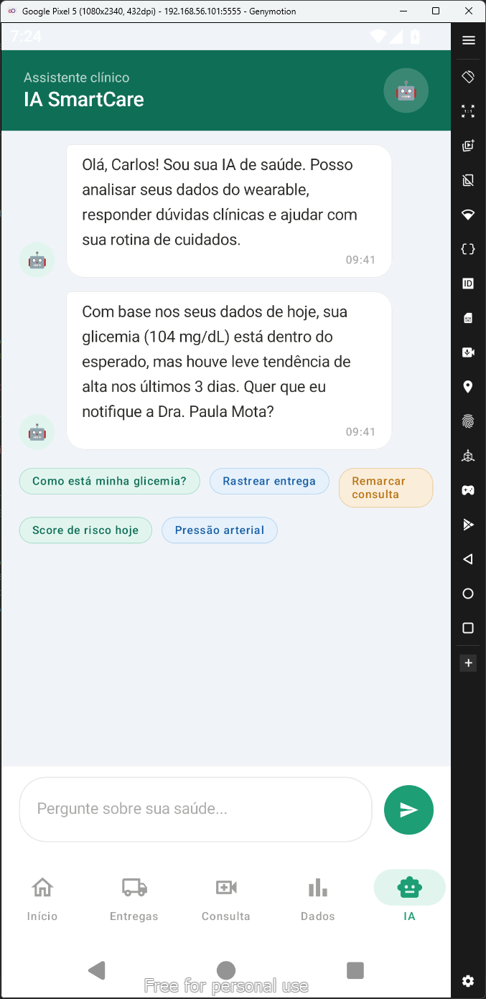 Google Pixel 5 (1080x2340, 432dpi) - 192.168.56.101:5555 - Genymotion
7:24
Assistente clínico
IA SmartCare
Olá, Carlos! Sou sua IA de saúde. Posso
analisar seus dados do wearable,
responder dúvidas clínicas e ajudar com
sua rotina de cuidados.
09:41
Com base nos seus dados de hoje, sua
glicemia (104 mg/dL) está dentro do
esperado, mas houve leve tendência de
alta nos últimos 3 dias. Quer que eu
notifique a Dra. Paula Mota?
09:41
Como está minha glicemia?
Rastrear entrega
Remarcar
consulta
Score de risco hoje
Pressão arterial
Pergunte sobre sua saúde...
Início
Entregas
Consulta
Dados
IA
Free for personal use
1:1
ID